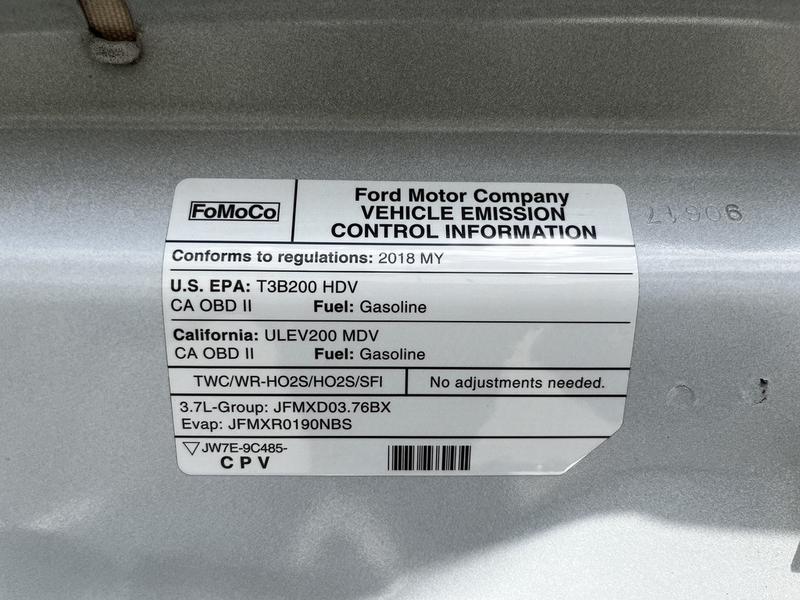 FoMoCo
Ford Motor Company
VEHICLE EMISSION
CONTROL INFORMATION
Conforms to regulations: 2018 MY
U.S. EPA: T3B200 HDV
CA OBD II Fuel: Gasoline
California: ULEV200 MDV
CA OBD II Fuel: Gasoline
TWC/WR-HO2S/HO2S/SFI
No adjustments needed.
3.7L-Group: JFMXD03.76BX
Evap: JFMXR0190NBS
JW7E-9C485-
CPV